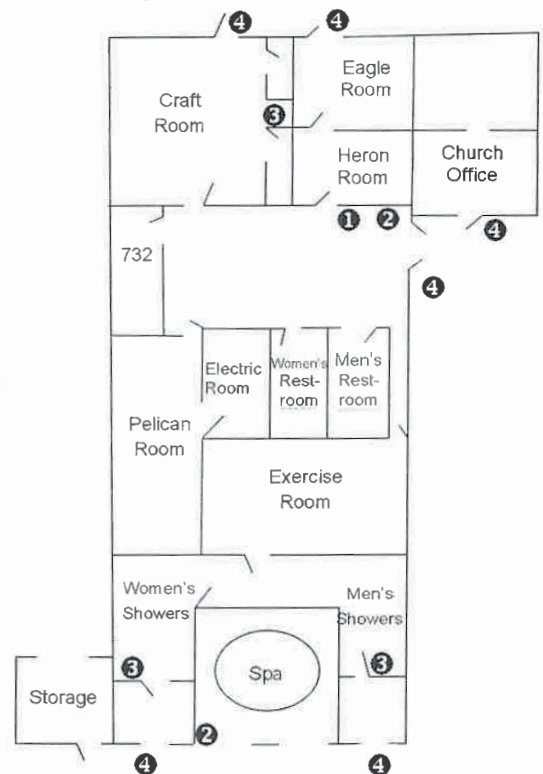 4
4
Eagle
Room
Craft
Room
3
Heron
Room
Church
Office
1
2
4
732
4
Electric
Room
Women's
Rest-
room
Men's
Rest-
room
Pelican
Room
Exercise
Room
Women's
Showers
Men's
Showers
3
3
Spa
Storage
2
4
4